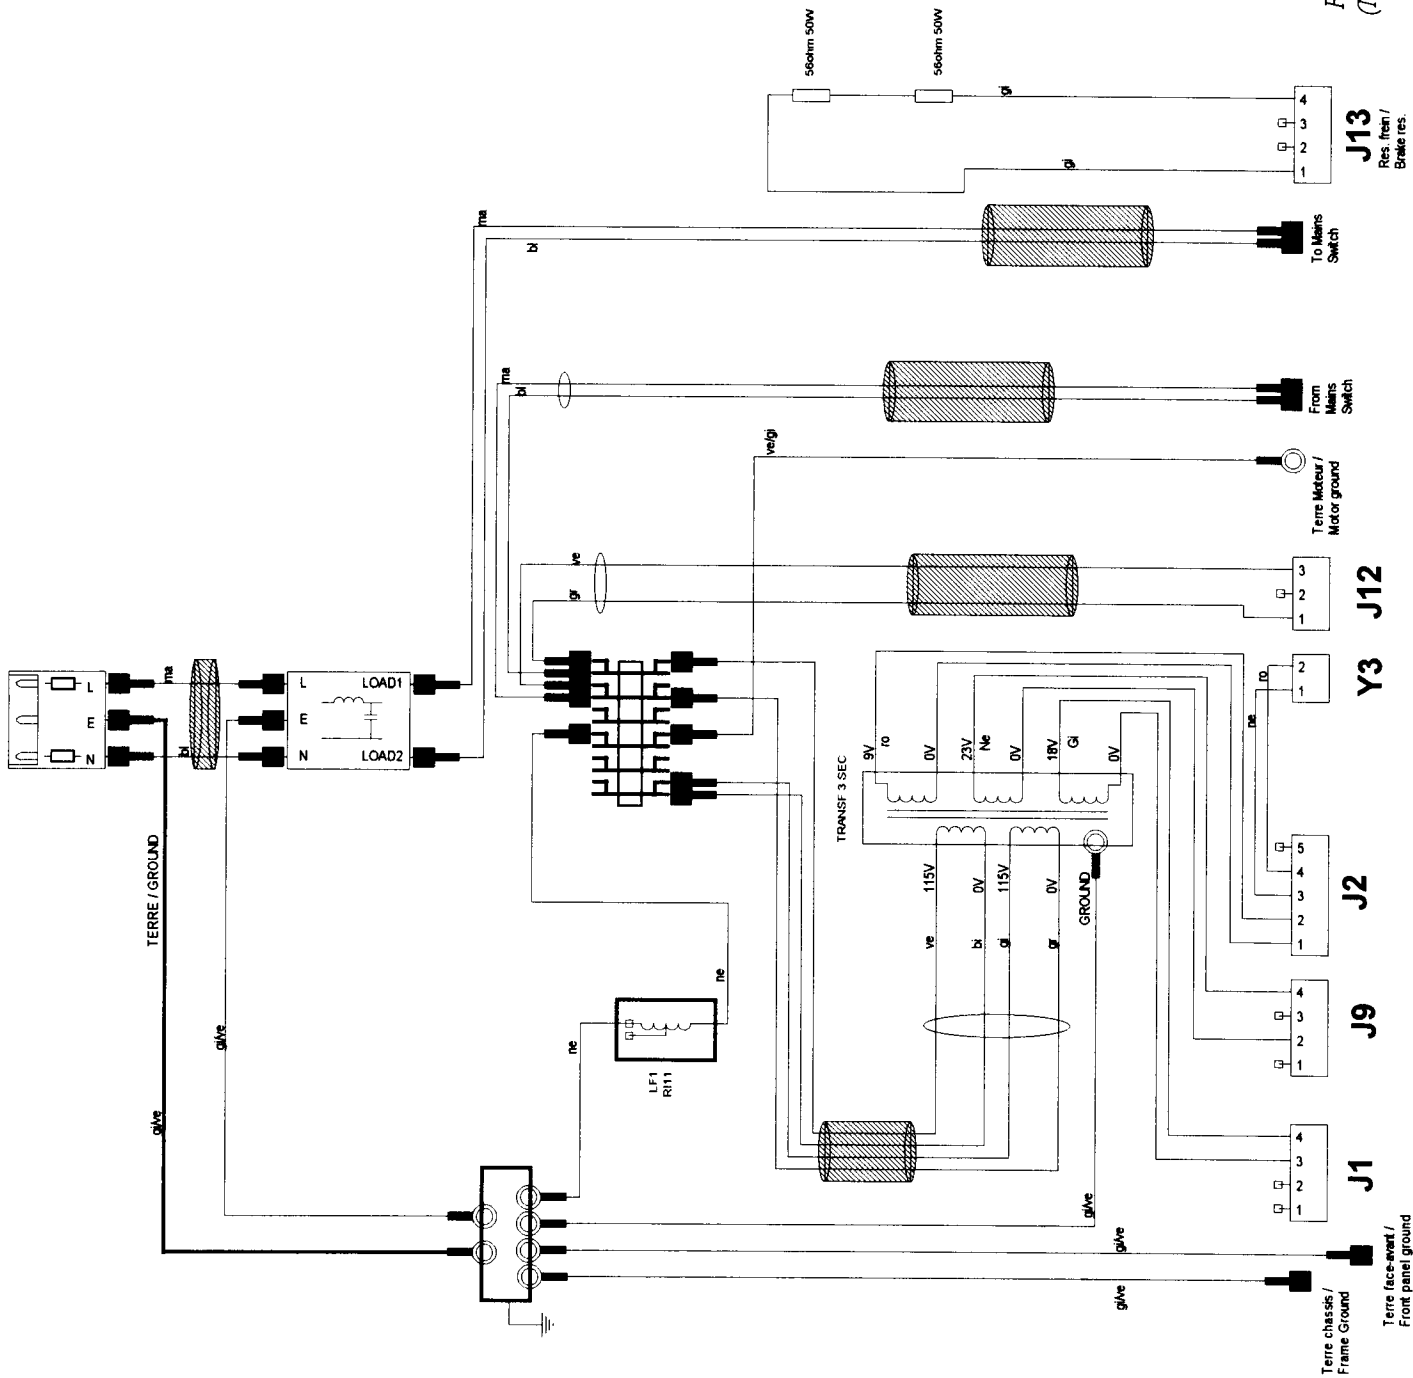 56ohm 50W
56ohm 50W
gi
gi
4
3
2
1
J13
Res. frein /
Brake res.
ma
bl
To Mains
Switch
ma
bl
From
Mains
Switch
ve/gi
Terre Moteur /
Motor ground
ve
gr
3
2
1
J12
L
E
N
ma
bl
L
E
N
LOAD1
LOAD2
TERRE / GROUND
gi/ve
gi/ve
ne
ne
LF1
RI11
TRANSF 3 SEC
9V
ro
0V
23V
Ne
0V
18V
Gi
0V
115V
0V
115V
0V
GROUND
ve
bi
gi
gr
ro
ne
2
1
Y3
5
4
3
2
1
J2
4
3
2
1
J9
4
3
2
1
J1
gi/ve
gi/ve
gi/ve
Terre chassis /
Frame Ground
Terre face-avant /
Front panel ground